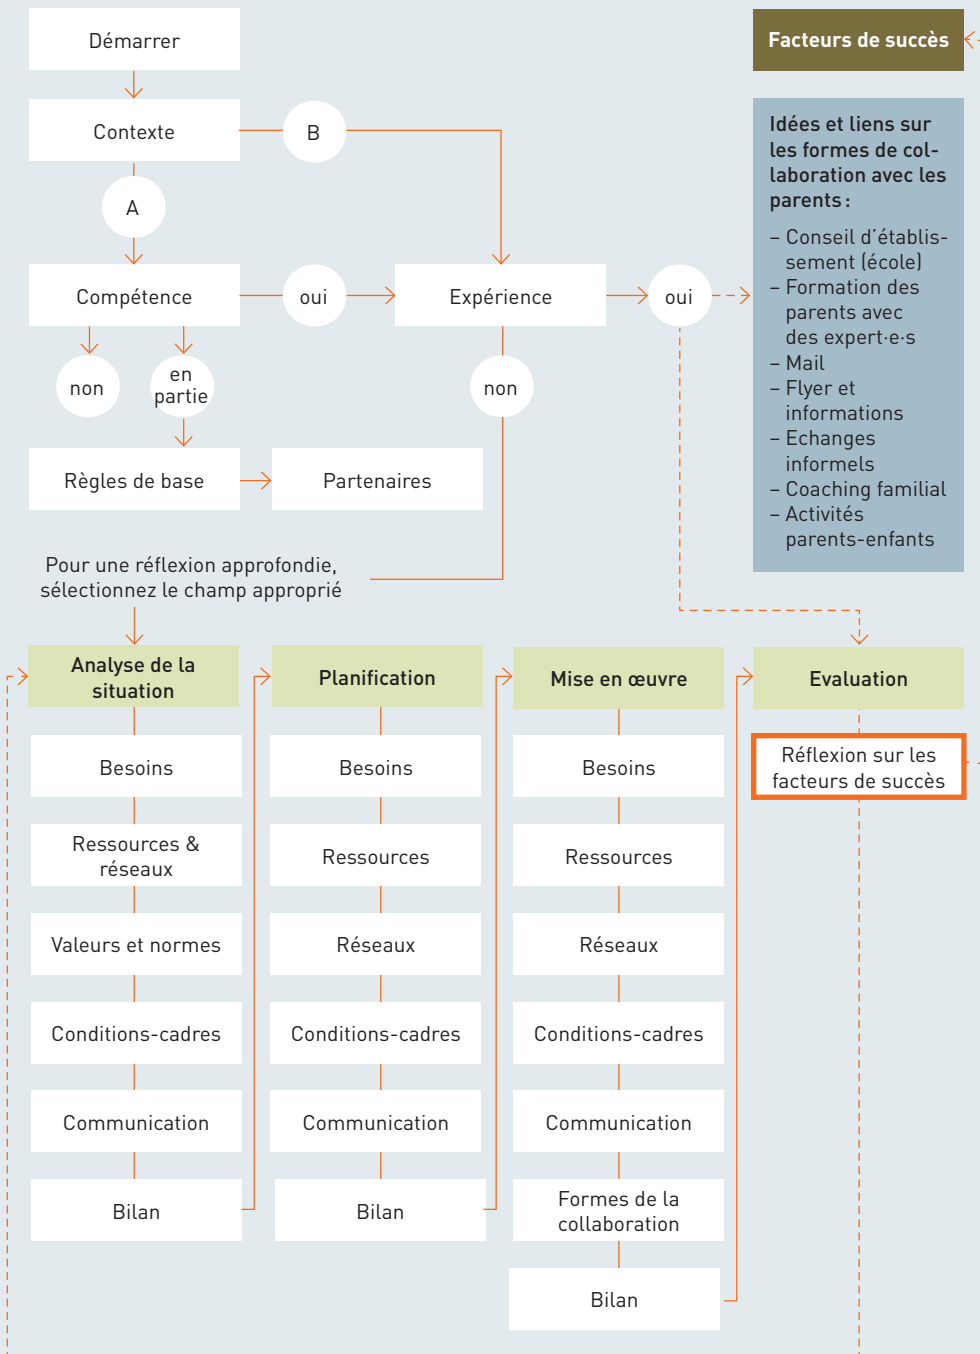 Démarrer
Facteurs de succès
Contexte
B
A
Idées et liens sur
les formes de col-
laboration avec les
parents :
– Conseil d’établis-
sement (école)
– Formation des
parents avec
des expert·e·s
– Mail
– Flyer et
informations
– Echanges
informels
– Coaching familial
– Activités
parents-enfants
Compétence
oui
Expérience
oui
non
en
partie
non
Règles de base
Partenaires
Pour une réflexion approfondie,
sélectionnez le champ approprié
Analyse de la
situation
Besoins
Ressources &
réseaux
Valeurs et normes
Conditions-cadres
Communication
Bilan
Planification
Besoins
Ressources
Réseaux
Conditions-cadres
Communication
Bilan
Mise en œuvre
Besoins
Ressources
Réseaux
Conditions-cadres
Communication
Formes de la
collaboration
Bilan
Evaluation
Réflexion sur les
facteurs de succès